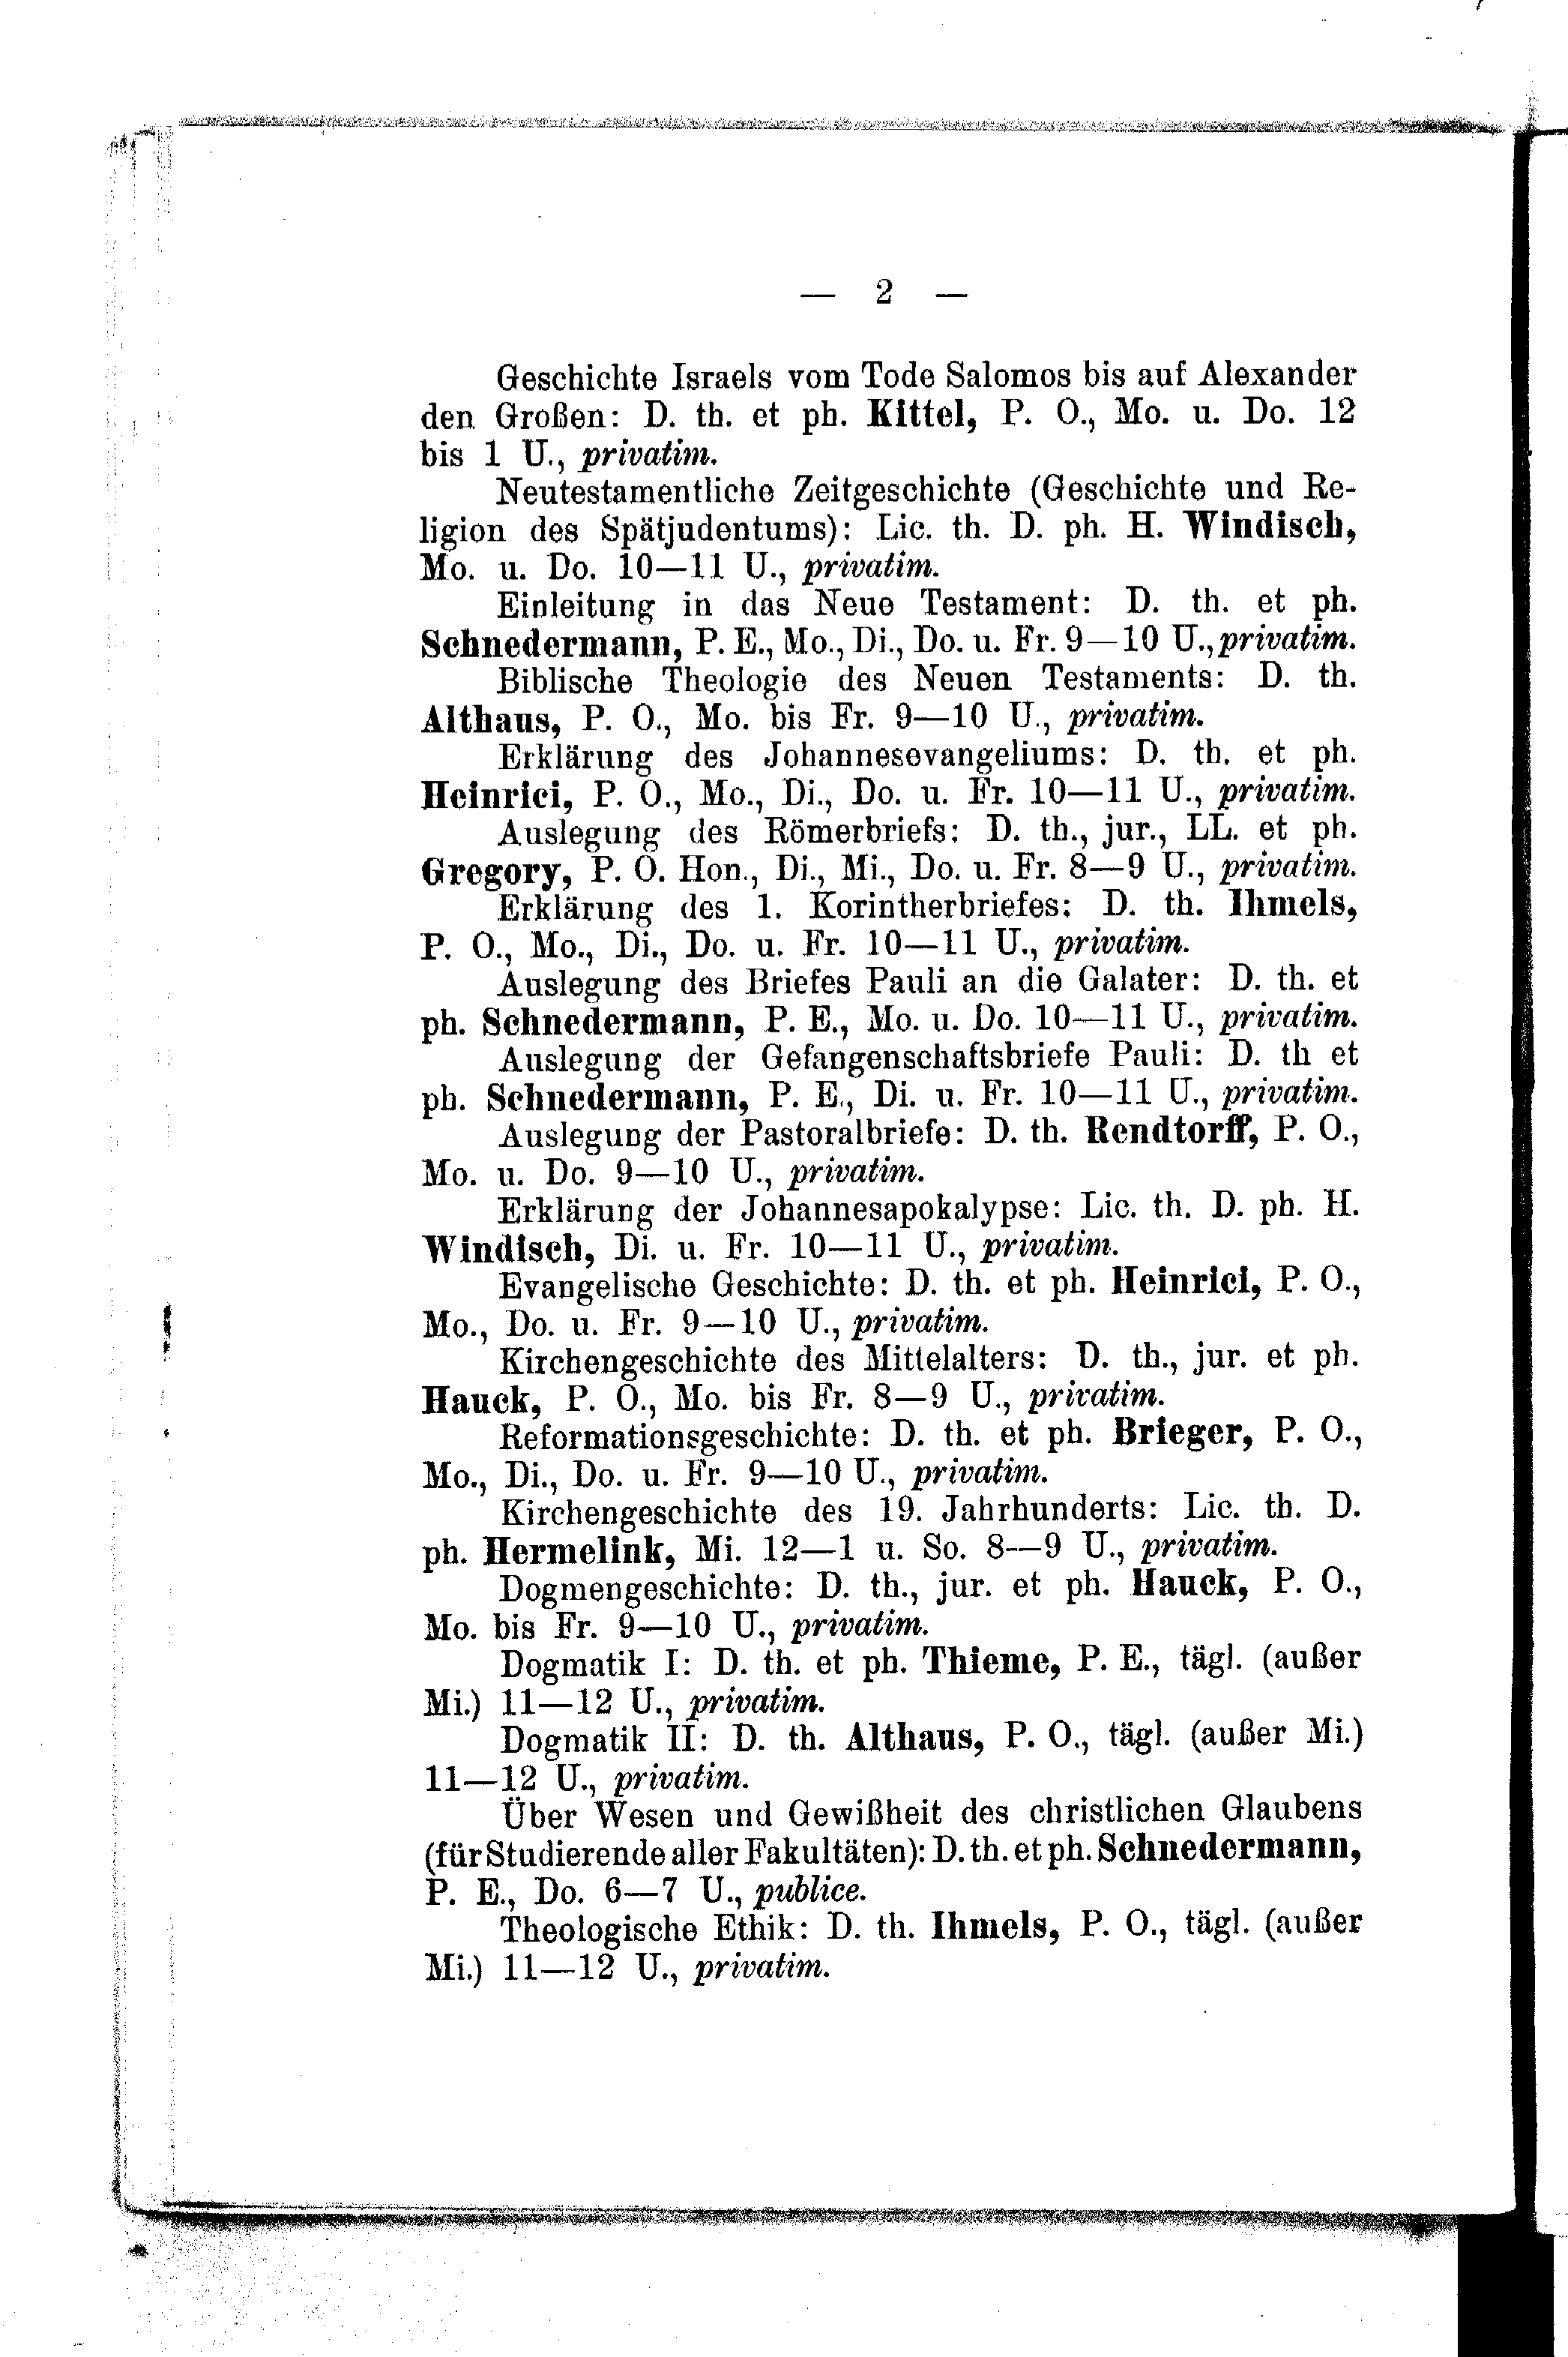 — 2 —
Geschichte Israels vom Tode Salomos bis auf Alexander
den Großen: D. th. et ph. Kittel, P. O., Mo. u. Do. 12
bis 1 U., privatim.
Neutestamentliche Zeitgeschichte (Geschichte und Re-
ligion des Spätjudentums): Lic. th. D. ph. H. Windisch,
Mo. u. Do. 10—11 U., privatim.
Einleitung in das Neue Testament: D. th. et ph.
Schnedermann, P. E., Mo., Di., Do. u. Fr. 9—10 U., privatim.
Biblische Theologie des Neuen Testaments: D. th.
Althaus, P. O., Mo. bis Fr. 9—10 U., privatim.
Erklärung des Johannesevangeliums: D. th. et ph.
Heinrici, P. O., Mo., Di., Do. u. Fr. 10—11 U., privatim.
Auslegung des Römerbriefs: D. th., jur., LL. et ph.
Gregory, P. O. Hon., Di., Mi., Do. u. Fr. 8—9 U., privatim.
Erklärung des 1. Korintherbriefes: D. th. Ihmels,
P. O., Mo., Di., Do. u. Fr. 10—11 U., privatim.
Auslegung des Briefes Pauli an die Galater: D. th. et
ph. Schnedermann, P. E., Mo. u. Do. 10—11 U., privatim.
Auslegung der Gefangenschaftsbriefe Pauli: D. th et
ph. Schnedermann, P. E., Di. u. Fr. 10—11 U., privatim.
Auslegung der Pastoralbriefe: D. th. Rendtorff, P. O.,
Mo. u. Do. 9—10 U., privatim.
Erklärung der Johannesapokalypse: Lic. th. D. ph. H.
Windisch, Di. u. Fr. 10—11 U., privatim.
Evangelische Geschichte: D. th. et ph. Heinrici, P. O.,
Mo., Do. u. Fr. 9—10 U., privatim.
Kirchengeschichte des Mittelalters: D. th., jur. et ph.
Hauck, P. O., Mo. bis Fr. 8—9 U., privatim.
Reformationsgeschichte: D. th. et ph. Brieger, P. O.,
Mo., Di., Do. u. Fr. 9—10 U., privatim.
Kirchengeschichte des 19. Jahrhunderts: Lic. th. D.
ph. Hermelink, Mi. 12—1 u. So. 8—9 U., privatim.
Dogmengeschichte: D. th., jur. et ph. Hauck, P. O.,
Mo. bis Fr. 9—10 U., privatim.
Dogmatik I: D. th. et ph. Thieme, P. E., tägl. (außer
Mi.) 11—12 U., privatim.
Dogmatik II: D. th. Althaus, P. O., tägl. (außer Mi.)
11—12 U., privatim.
Über Wesen und Gewißheit des christlichen Glaubens
(für Studierende aller Fakultäten): D. th. et ph. Schnedermann,
P. E., Do. 6—7 U., publice.
Theologische Ethik: D. th. Ihmels, P. O., tägl. (außer
Mi.) 11—12 U., privatim.